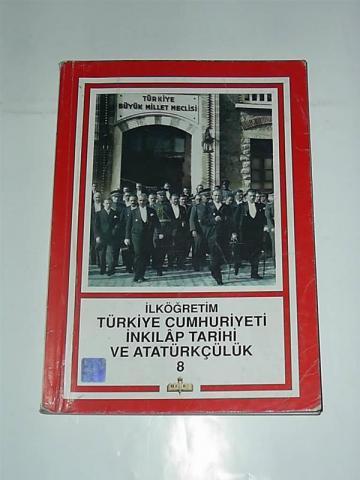 TÜRKİYE
BÜYÜK MİLLET MECLİSİ
İLKÖĞRETİM
TÜRKİYE CUMHURİYETİ
İNKILÂP TARİHİ
VE ATATÜRKÇÜLÜK
8